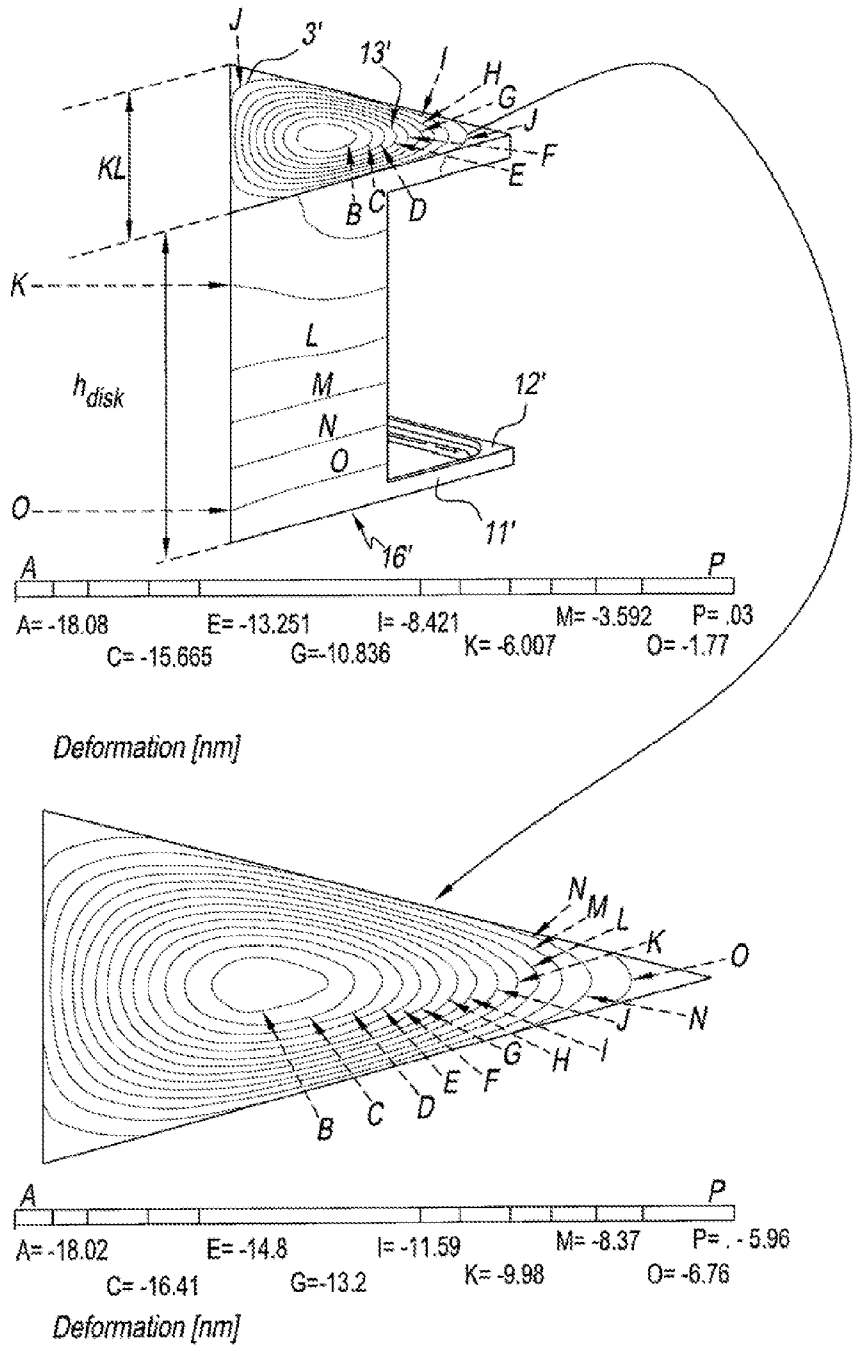 J
3'
13'
I
H
G
J
F
E
KL
B C D
K
L
h_disk
M
N
12'
O
O
11'
16'
A P
A= -18.08 E= -13.251 I= -8.421 M= -3.592 P= .03
C= -15.665 G=-10.836 K= -6.007 O= -1.77
Deformation [nm]
N
M
L
K
O
N
J
I
H
G
F
E
D
C
B
A P
A= -18.02 E= -14.8 I= -11.59 M= -8.37 P= . - 5.96
C= -16.41 G=-13.2 K= -9.98 O= -6.76
Deformation [nm]